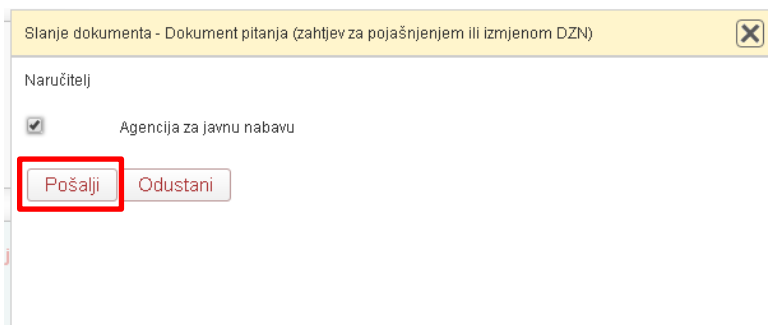 Slanje dokumenta - Dokument pitanja (zahtjev za pojašnjenjem ili izmjenom DZN)
Naručitelj
Agencija za javnu nabavu
Pošalji Odustani